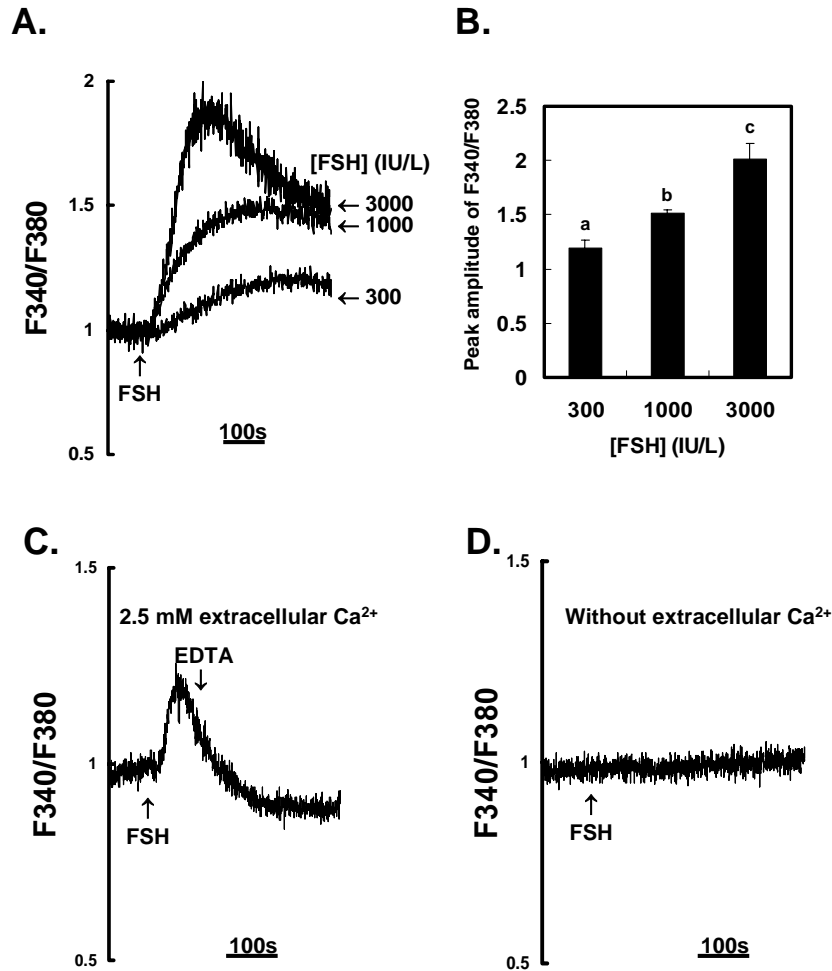 A.
2
1.5
1
0.5
F340/F380
[FSH] (IU/L)
← 3000
← 1000
← 300
↑
FSH
100s
B.
2.5
2
1.5
1
0.5
0
Peak amplitude of F340/F380
a
b
c
300 1000 3000
[FSH] (IU/L)
C.
1.5
1
0.5
F340/F380
2.5 mM extracellular Ca²⁺
EDTA
↓
↑
FSH
100s
D.
1.5
1
0.5
F340/F380
Without extracellular Ca²⁺
↑
FSH
100s